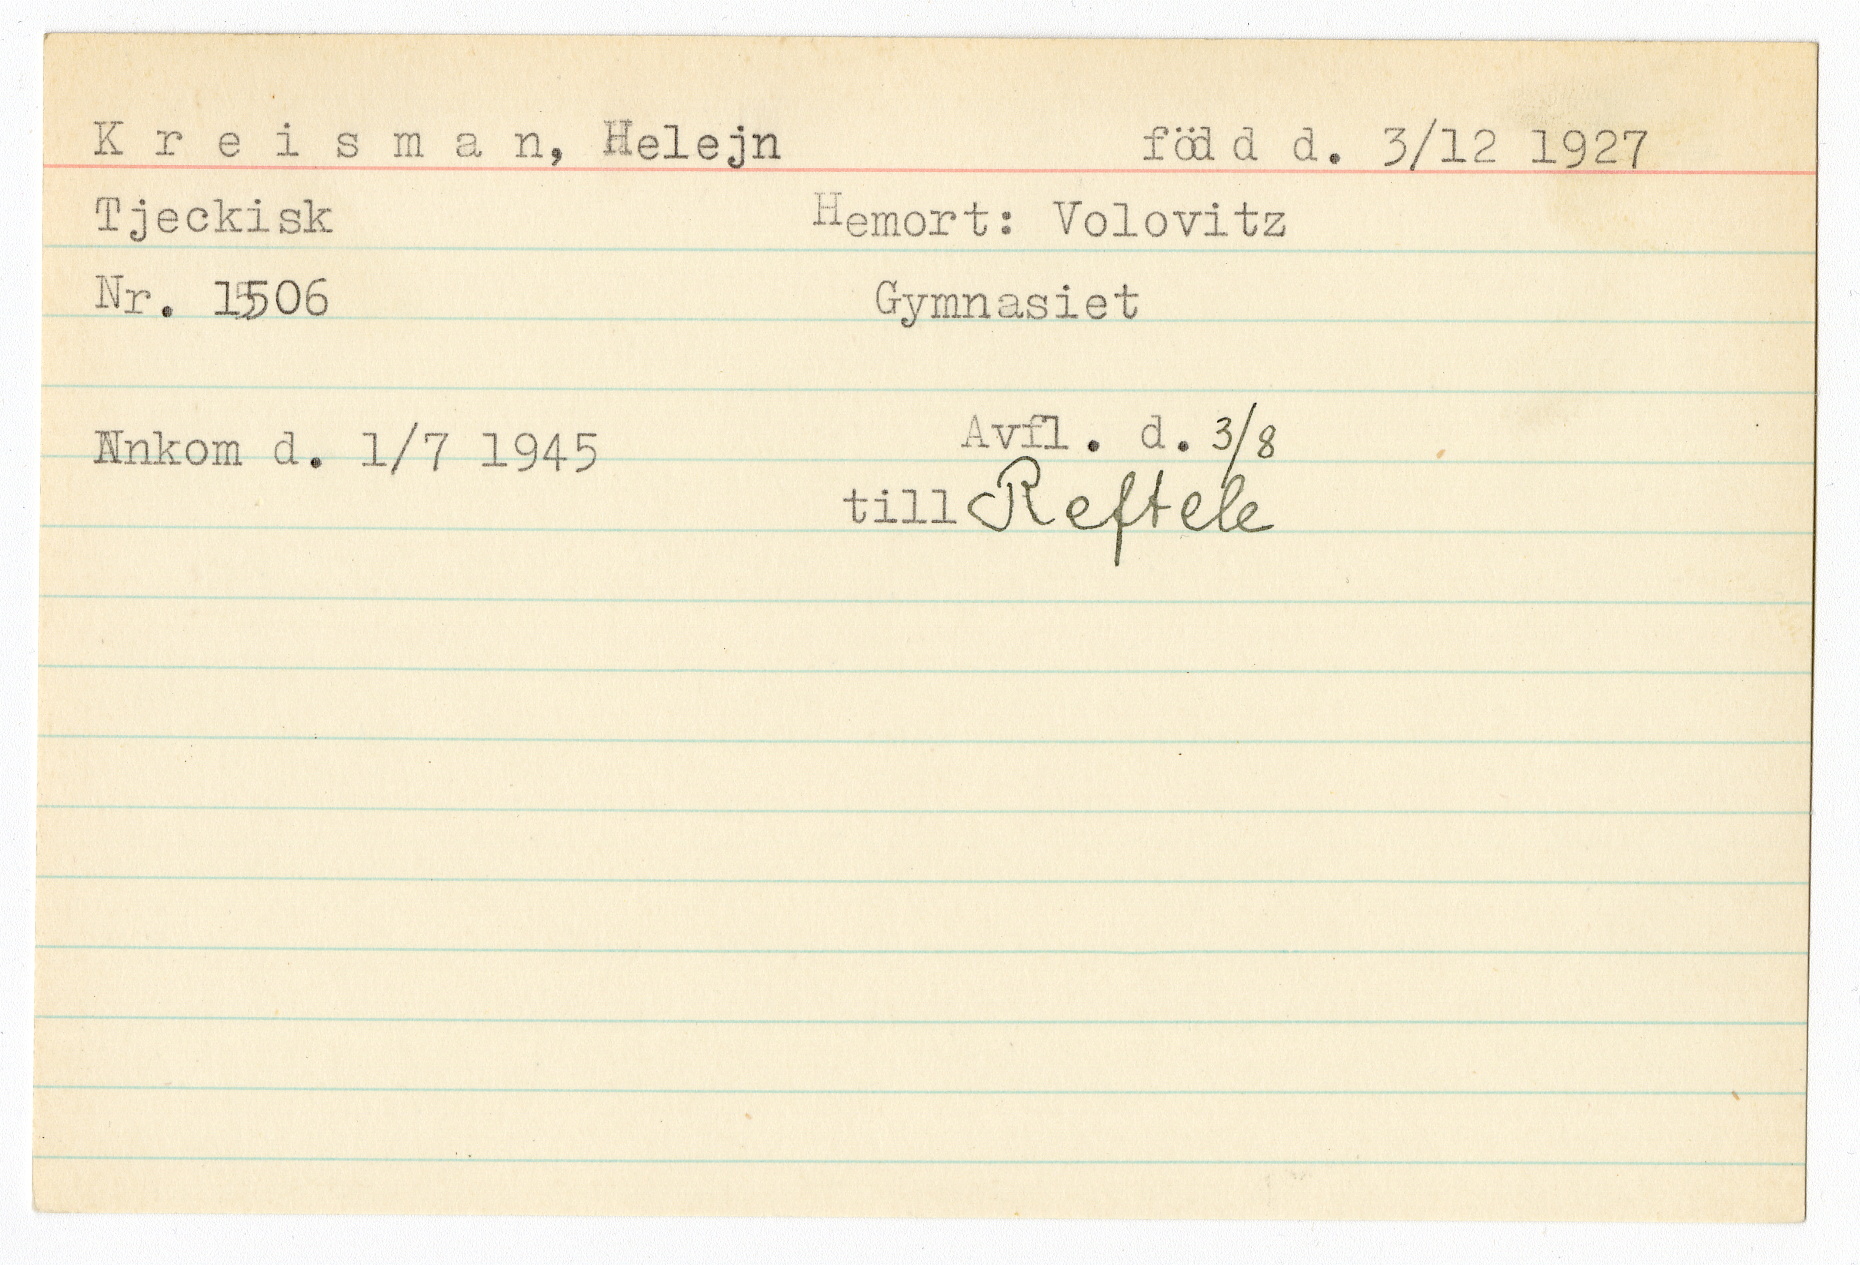 K r e i s m a n, Helejn född d. 3/12 1927
Tjeckisk Hemort: Volovitz
Nr. 1506 Gymnasiet
Ankom d. 1/7 1945 Avfl. d. 3/8
till Reftele